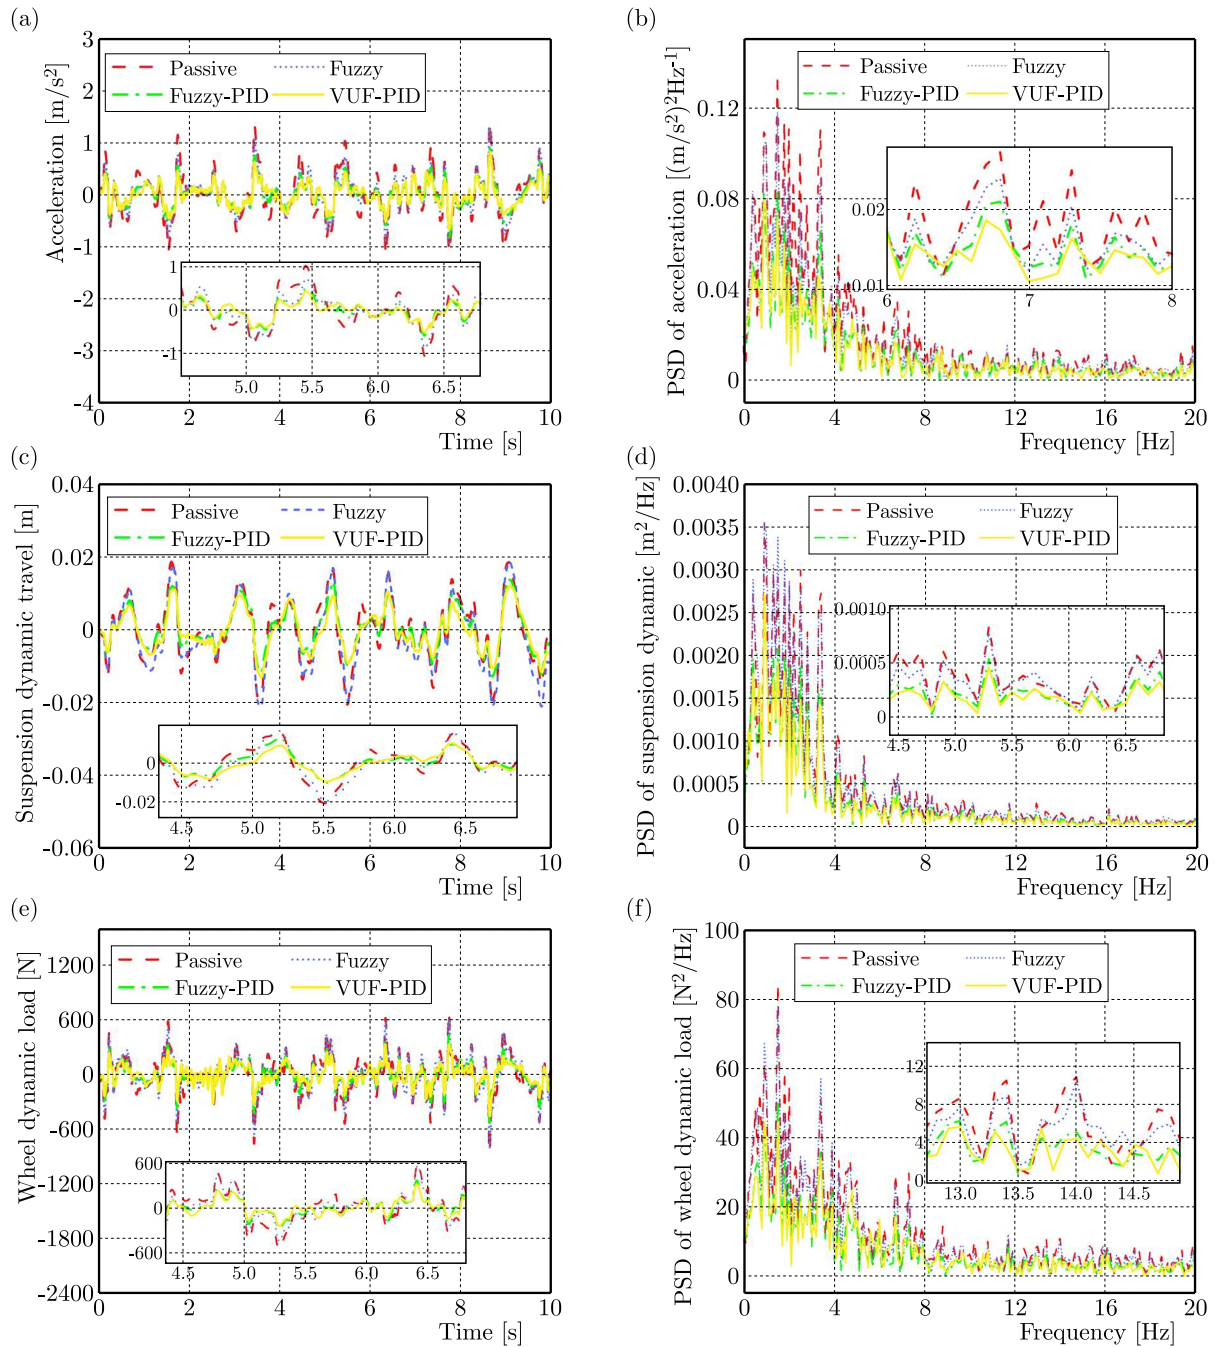 (a)
3
2
1
0
-1
-2
-3
-4
Acceleration [m/s²]
Passive
Fuzzy
Fuzzy-PID
VUF-PID
1
0
-1
5.0
5.5
6.0
6.5
0
2
4
6
8
10
Time [s]
(b)
0.12
0.08
0.04
0
PSD of acceleration [(m/s²)²Hz⁻¹]
Passive
Fuzzy
Fuzzy-PID
VUF-PID
0.02
0.01
6
7
8
0
4
8
12
16
20
Frequency [Hz]
(c)
0.04
0.02
0
-0.02
-0.04
-0.06
Suspension dynamic travel [m]
Passive
Fuzzy
Fuzzy-PID
VUF-PID
0
-0.02
4.5
5.0
5.5
6.0
6.5
0
2
4
6
8
10
Time [s]
(d)
0.0040
0.0035
0.0030
0.0025
0.0020
0.0015
0.0010
0.0005
0
PSD of suspension dynamic [m²/Hz]
Passive
Fuzzy
Fuzzy-PID
VUF-PID
0.0010
0.0005
0
4.5
5.0
5.5
6.0
6.5
0
4
8
12
16
20
Frequency [Hz]
(e)
1200
600
0
-600
-1200
-1800
-2400
Wheel dynamic load [N]
Passive
Fuzzy
Fuzzy-PID
VUF-PID
600
0
-600
4.5
5.0
5.5
6.0
6.5
0
2
4
6
8
10
Time [s]
(f)
100
80
60
40
20
0
PSD of wheel dynamic load [N²/Hz]
Passive
Fuzzy
Fuzzy-PID
VUF-PID
12
8
4
0
13.0
13.5
14.0
14.5
0
4
8
12
16
20
Frequency [Hz]